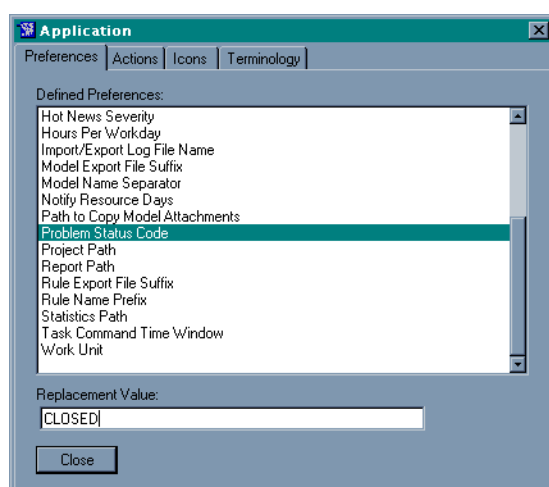 Application
Preferences Actions Icons Terminology
Defined Preferences:
Hot News Severity
Hours Per Workday
Import/Export Log File Name
Model Export File Suffix
Model Name Separator
Notify Resource Days
Path to Copy Model Attachments
Problem Status Code
Project Path
Report Path
Rule Export File Suffix
Rule Name Prefix
Statistics Path
Task Command Time Window
Work Unit
Replacement Value:
CLOSED
Close